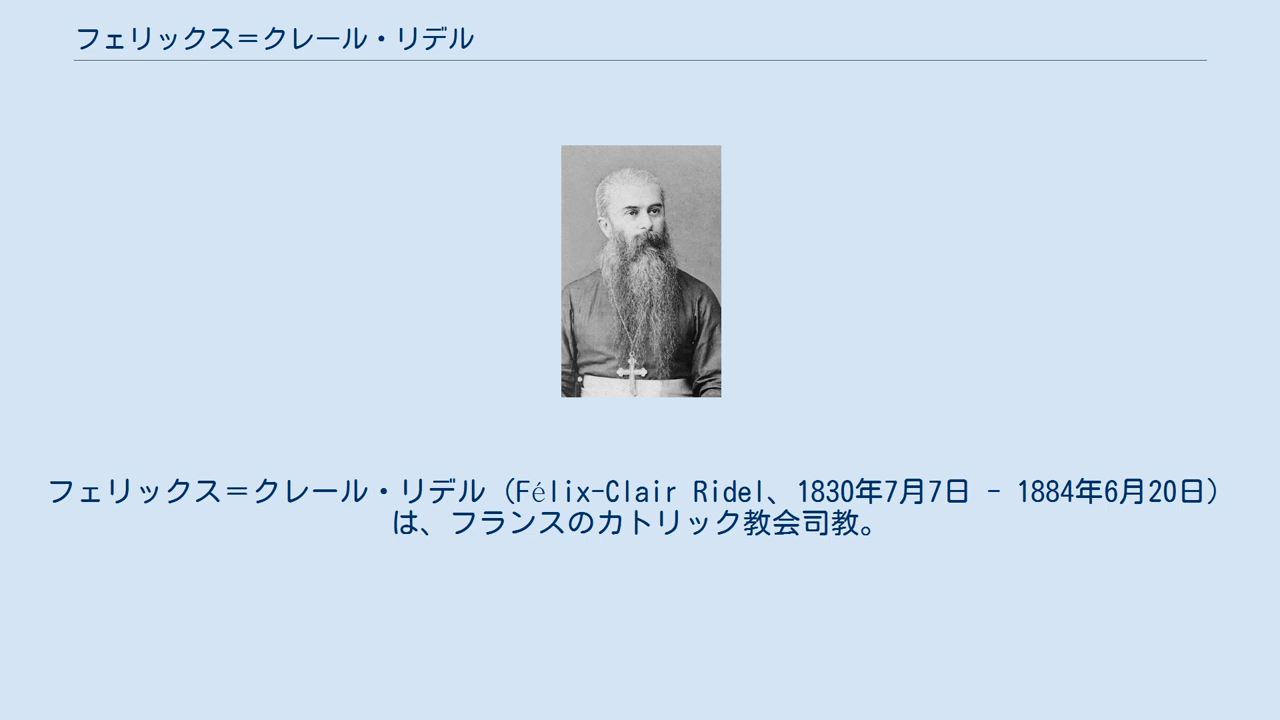 フェリックス＝クレール・リデル
フェリックス＝クレール・リデル（Félix-Clair Ridel、1830年7月7日 - 1884年6月20日）
は、フランスのカトリック教会司教。